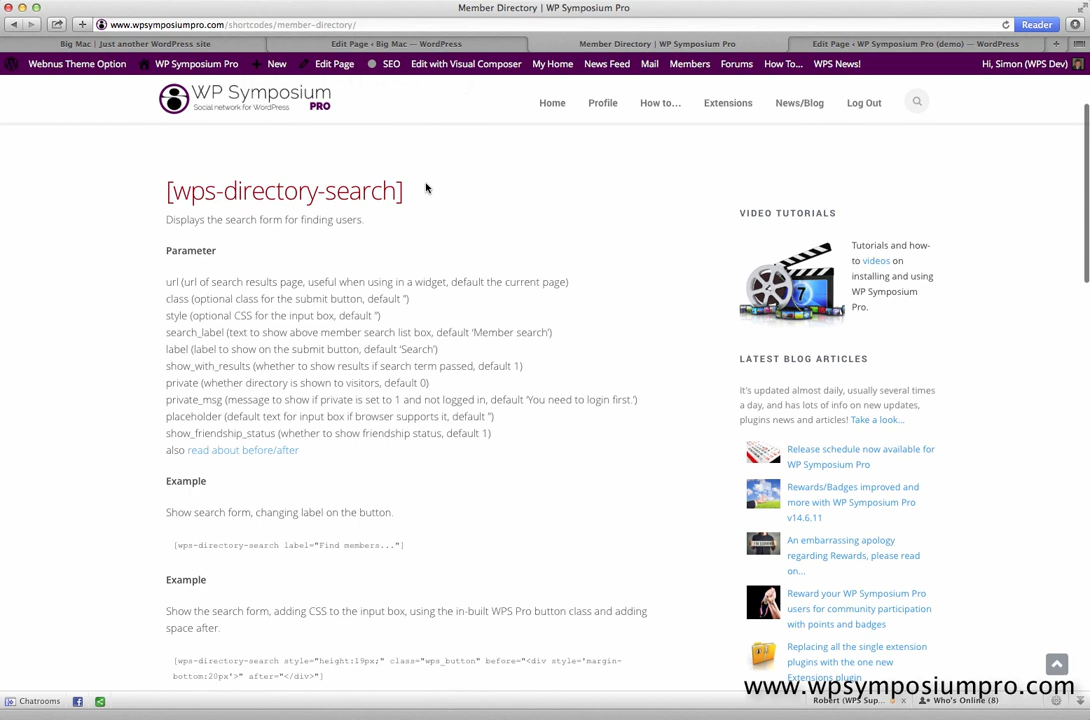 Member Directory | WP Symposium Pro
www.wpsymposiumpro.com/shortcodes/member-directory/
Reader
Big Mac | Just another WordPress site
Edit Page ‹ Big Mac — WordPress
Member Directory | WP Symposium Pro
Edit Page ‹ WP Symposium Pro (demo) — WordPress
Webnus Theme Option
WP Symposium Pro
New
Edit Page
SEO
Edit with Visual Composer
My Home
News Feed
Mail
Members
Forums
How To...
WPS News!
Hi, Simon (WPS Dev)
WP Symposium
Social network for WordPress
PRO
Home
Profile
How to...
Extensions
News/Blog
Log Out
[wps-directory-search]
Displays the search form for finding users.
Parameter
url (url of search results page, useful when using in a widget, default the current page)
class (optional class for the submit button, default ”)
style (optional CSS for the input box, default ”)
search_label (text to show above member search list box, default ‘Member search’)
label (label to show on the submit button, default ‘Search’)
show_with_results (whether to show results if search term passed, default 1)
private (whether directory is shown to visitors, default 0)
private_msg (message to show if private is set to 1 and not logged in, default ‘You need to login first.’)
placeholder (default text for input box if browser supports it, default ”)
show_friendship_status (whether to show friendship status, default 1)
also read about before/after
Example
Show search form, changing label on the button.
[wps-directory-search label="Find members..."]
Example
Show the search form, adding CSS to the input box, using the in-built WPS Pro button class and adding
space after.
[wps-directory-search style="height:19px;" class="wps_button" before="<div style='margin-
bottom:20px'>" after="</div>"]
VIDEO TUTORIALS
7
Tutorials and how-
to videos on
installing and using
WP Symposium
Pro.
LATEST BLOG ARTICLES
It's updated almost daily, usually several times
a day, and has lots of info on new updates,
plugins news and articles! Take a look...
Release schedule now available for
WP Symposium Pro
Rewards/Badges improved and
more with WP Symposium Pro
v14.6.11
An embarrassing apology
regarding Rewards, please read
on...
Reward your WP Symposium Pro
users for community participation
with points and badges
Replacing all the single extension
plugins with the one new
Extensions plugin
www.wpsymposiumpro.com
Chatrooms
Robert (WPS Sup...
Who's Online (8)